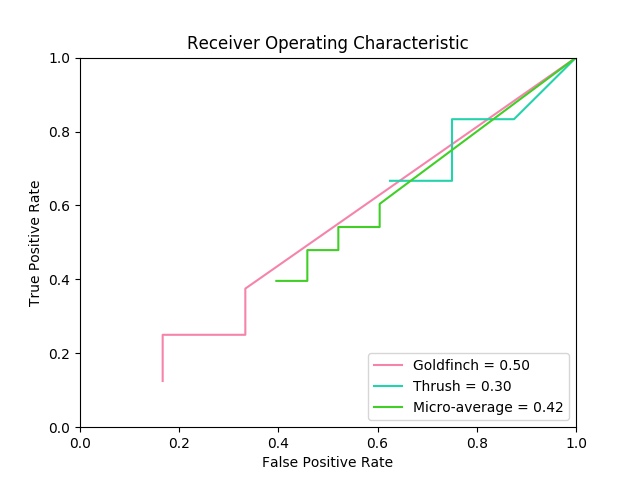 Receiver Operating Characteristic
True Positive Rate
1.0
0.8
0.6
0.4
0.2
0.0
0.0 0.2 0.4 0.6 0.8 1.0
False Positive Rate
Goldfinch = 0.50
Thrush = 0.30
Micro-average = 0.42